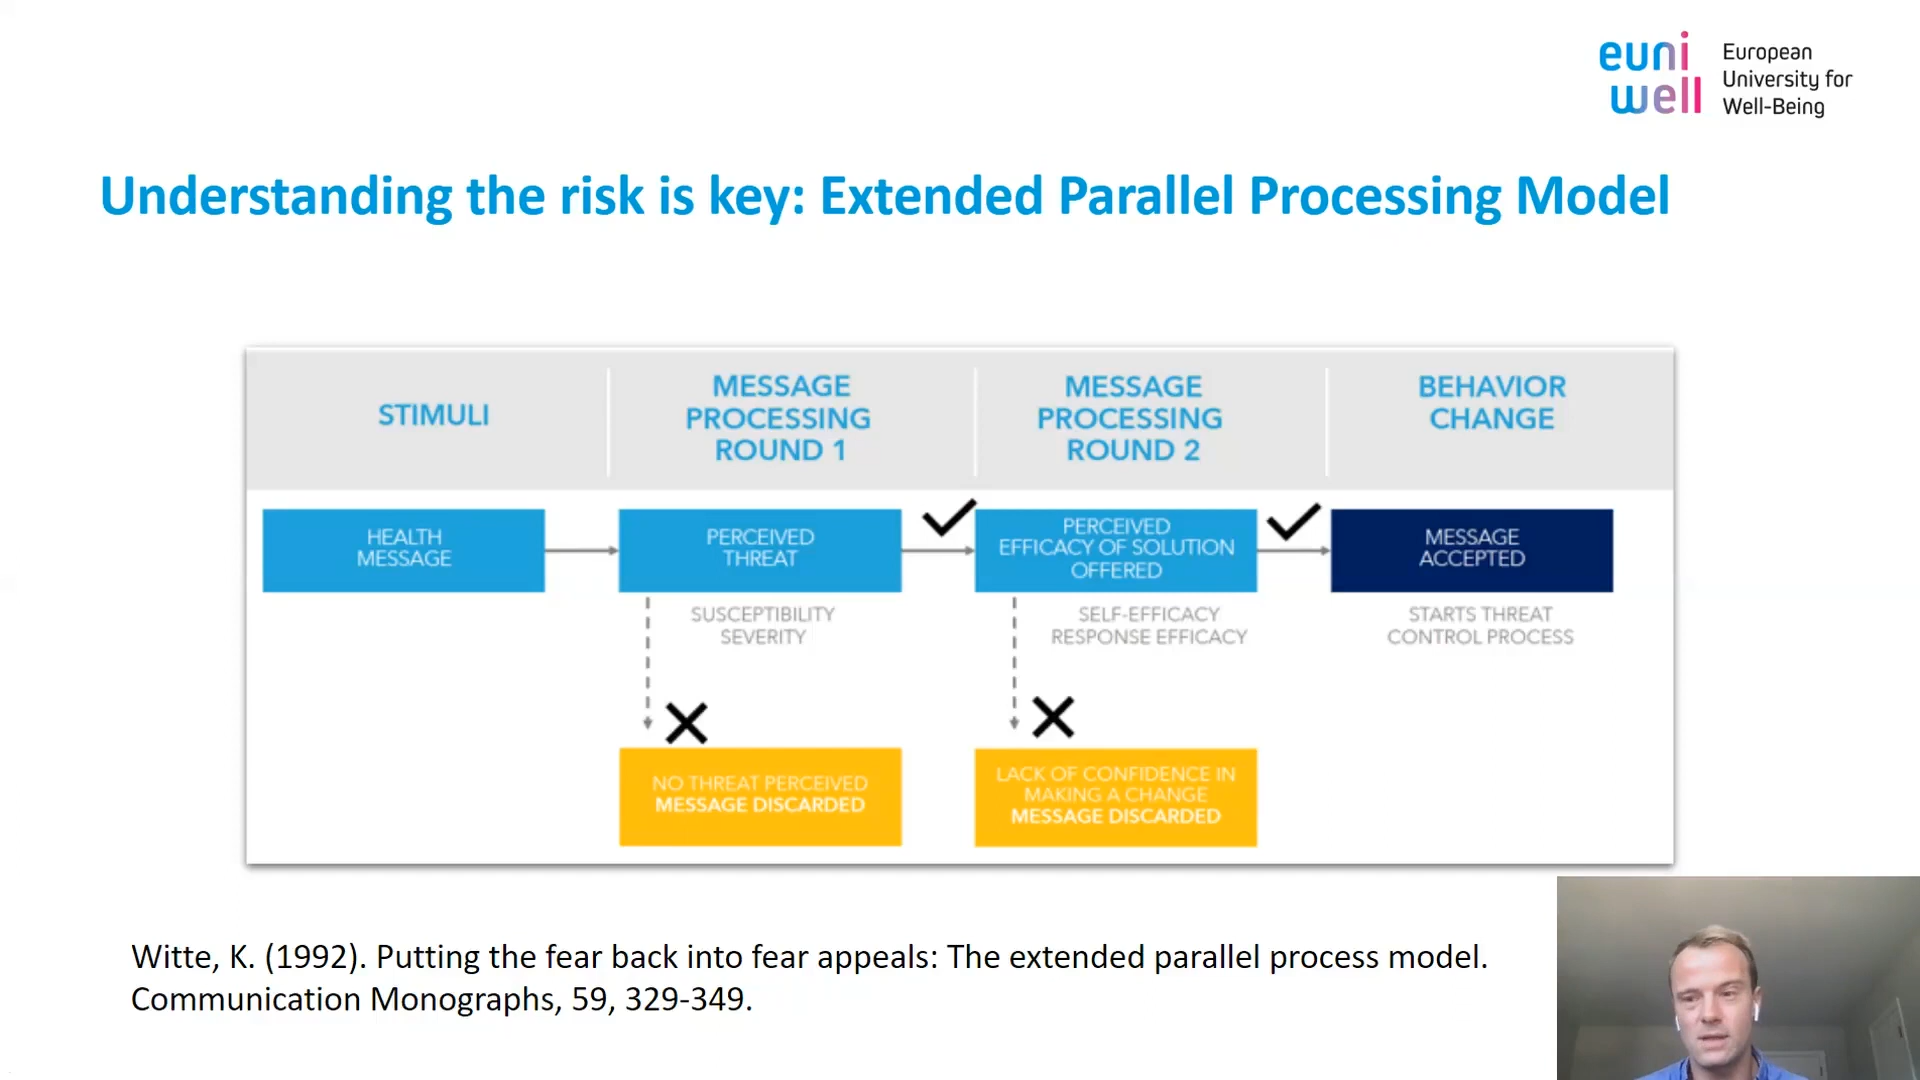 euni
well
European
University for
Well-Being
Understanding the risk is key: Extended Parallel Processing Model
STIMULI
MESSAGE
PROCESSING
ROUND 1
MESSAGE
PROCESSING
ROUND 2
BEHAVIOR
CHANGE
HEALTH
MESSAGE
PERCEIVED
THREAT
PERCEIVED
EFFICACY OF SOLUTION
OFFERED
MESSAGE
ACCEPTED
SUSCEPTIBILITY
SEVERITY
SELF-EFFICACY
RESPONSE EFFICACY
STARTS THREAT
CONTROL PROCESS
NO THREAT PERCEIVED
MESSAGE DISCARDED
LACK OF CONFIDENCE IN
MAKING A CHANGE
MESSAGE DISCARDED
Witte, K. (1992). Putting the fear back into fear appeals: The extended parallel process model.
Communication Monographs, 59, 329-349.